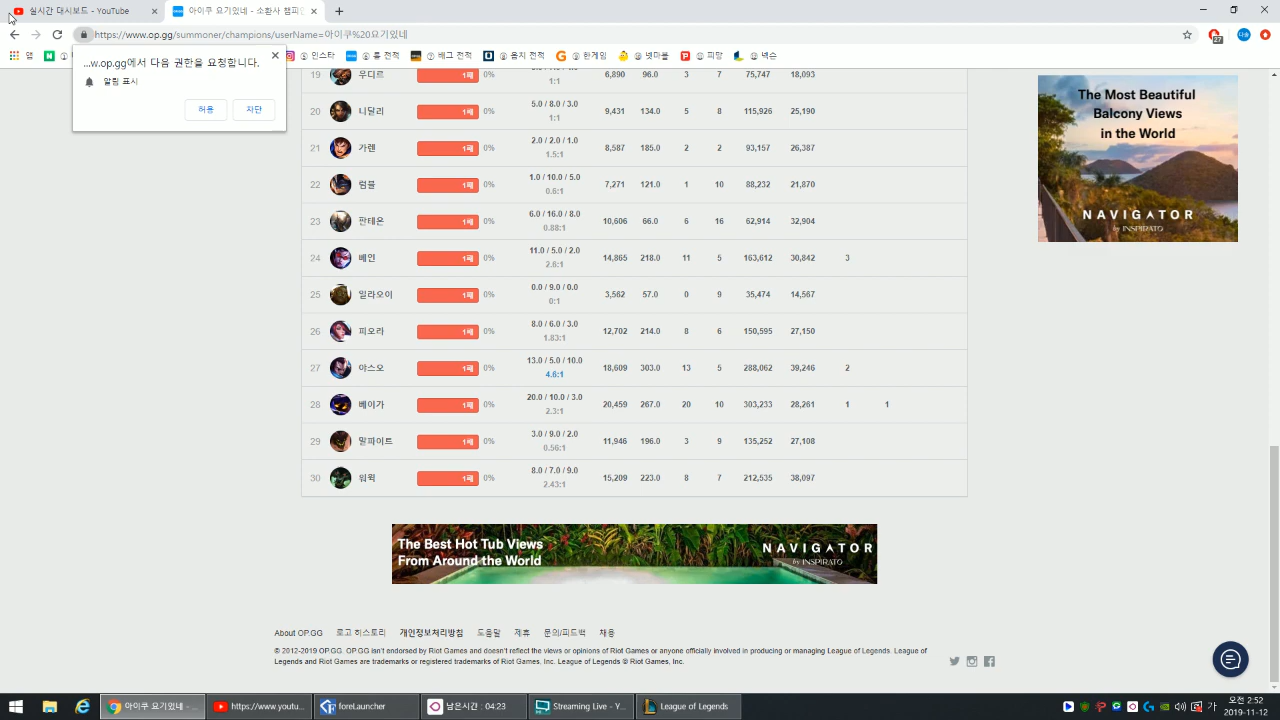 실시간 대시보드 - YouTube
아이쿠 요기있네 - 소환사 챔피언
https://www.op.gg/summoner/champions/userName=아이쿠%20요기있네
앱
인스타
롤 전적
배그 전적
옵지 전적
한게임
넷마블
피망
넥슨
27
다솜
...w.op.gg에서 다음 권한을 요청합니다.
알림 표시
허용 차단
19 우디르 1패 0% 1:1 6,890 96.0 3 7 75,747 18,093
20 니달리 1패 0% 5.0 / 8.0 / 3.0 9,431 134.0 5 8 115,926 25,190
1:1
21 가렌 1패 0% 2.0 / 2.0 / 1.0 8,587 185.0 2 2 93,157 26,387
1.5:1
22 럼블 1패 0% 1.0 / 10.0 / 5.0 7,271 121.0 1 10 88,232 21,870
0.6:1
23 판테온 1패 0% 6.0 / 16.0 / 8.0 10,606 66.0 6 16 62,914 32,904
0.88:1
24 베인 1패 0% 11.0 / 5.0 / 2.0 14,865 218.0 11 5 163,612 30,842 3
2.6:1
25 일라오이 1패 0% 0.0 / 9.0 / 0.0 3,562 57.0 0 9 35,474 14,567
0:1
26 피오라 1패 0% 8.0 / 6.0 / 3.0 12,702 214.0 8 6 150,595 27,150
1.83:1
27 야스오 1패 0% 13.0 / 5.0 / 10.0 18,609 303.0 13 5 288,062 39,246 2
4.6:1
28 베이가 1패 0% 20.0 / 10.0 / 3.0 20,459 267.0 20 10 303,233 28,261 1 1
2.3:1
29 말파이트 1패 0% 3.0 / 9.0 / 2.0 11,946 196.0 3 9 135,252 27,108
0.56:1
30 워윅 1패 0% 8.0 / 7.0 / 9.0 15,209 223.0 8 7 212,535 38,097
2.43:1
The Most Beautiful
Balcony Views
in the World
NAVIGATOR
by INSPIRATO
The Best Hot Tub Views
From Around the World
NAVIGATOR
by INSPIRATO
About OP.GG 로고 히스토리 개인정보처리방침 도움말 제휴 문의/피드백 채용
© 2012-2019 OP.GG. OP.GG isn't endorsed by Riot Games and doesn't reflect the views or opinions of Riot Games or anyone officially involved in producing or managing League of Legends. League of
Legends and Riot Games are trademarks or registered trademarks of Riot Games, Inc. League of Legends © Riot Games, Inc.
아이쿠 요기있네 -...
https://www.youtu...
foreLauncher
남은시간 : 04:23
Streaming Live - Y...
League of Legends
가
오전 2:52
2019-11-12